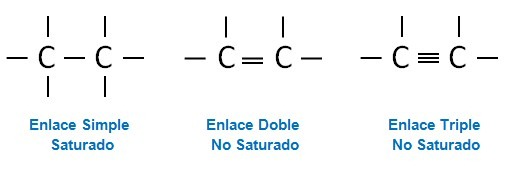 C C C C C C
Enlace Simple Enlace Doble Enlace Triple
Saturado No Saturado No Saturado